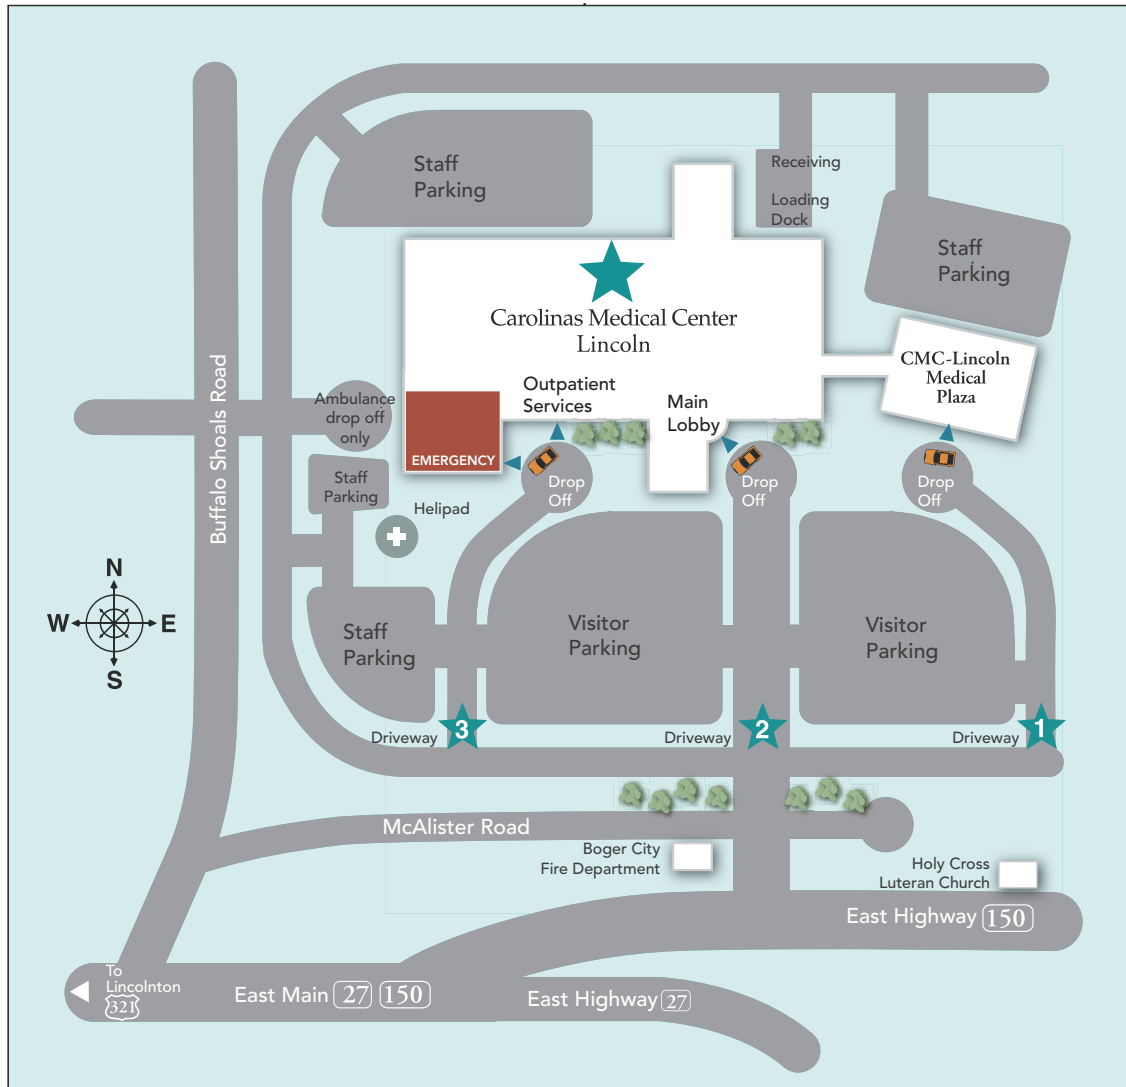 Staff
Parking
Receiving
Loading
Dock
Staff
Parking
Carolinas Medical Center
Lincoln
CMC-Lincoln
Medical
Plaza
Buffalo Shoals Road
Ambulance
drop off
only
Outpatient
Services
Main
Lobby
EMERGENCY
Staff
Parking
Drop
Off
Drop
Off
Drop
Off
Helipad
N
W
E
S
Staff
Parking
Visitor
Parking
Visitor
Parking
Driveway
3
Driveway
2
Driveway
1
McAlister Road
Boger City
Fire Department
Holy Cross
Luteran Church
East Highway 150
To
Lincolnton
321
East Main 27 150
East Highway 27